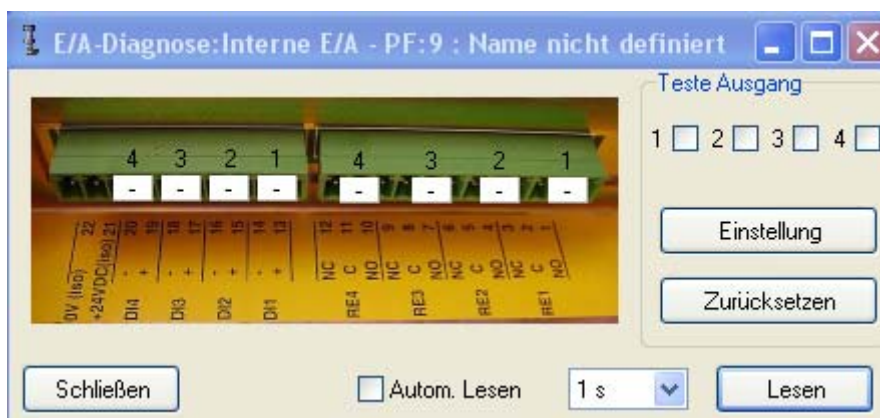 E/A-Diagnose:Interne E/A - PF:9 : Name nicht definiert
Teste Ausgang
1 2 3 4
4 3 2 1 4 3 2 1
- - - - - - - -
22 21 20 19 18 17 16 15 14 13 12 11 10 9 8 7 6 5 4 3 2 1
0V (Iso) +24VDC(Iso) - + - + - + - + NC C NO NC C NO NC C NO NC C NO
DI4 DI3 DI2 DI1 RE4 RE3 RE2 RE1
Einstellung
Zurücksetzen
Schließen
Autom. Lesen
1 s
Lesen